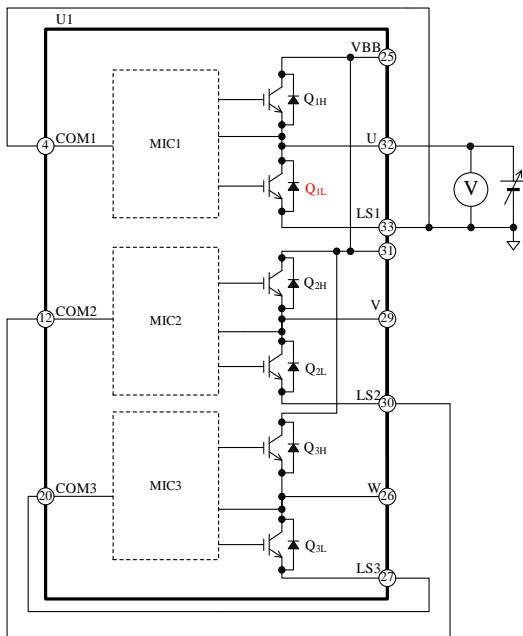 U1
VBB
25
Q1H
4
COM1
MIC1
U
32
V
Q1L
LS1
33
31
Q2H
12
COM2
MIC2
V
29
Q2L
LS2
30
Q3H
20
COM3
MIC3
W
26
Q3L
LS3
27